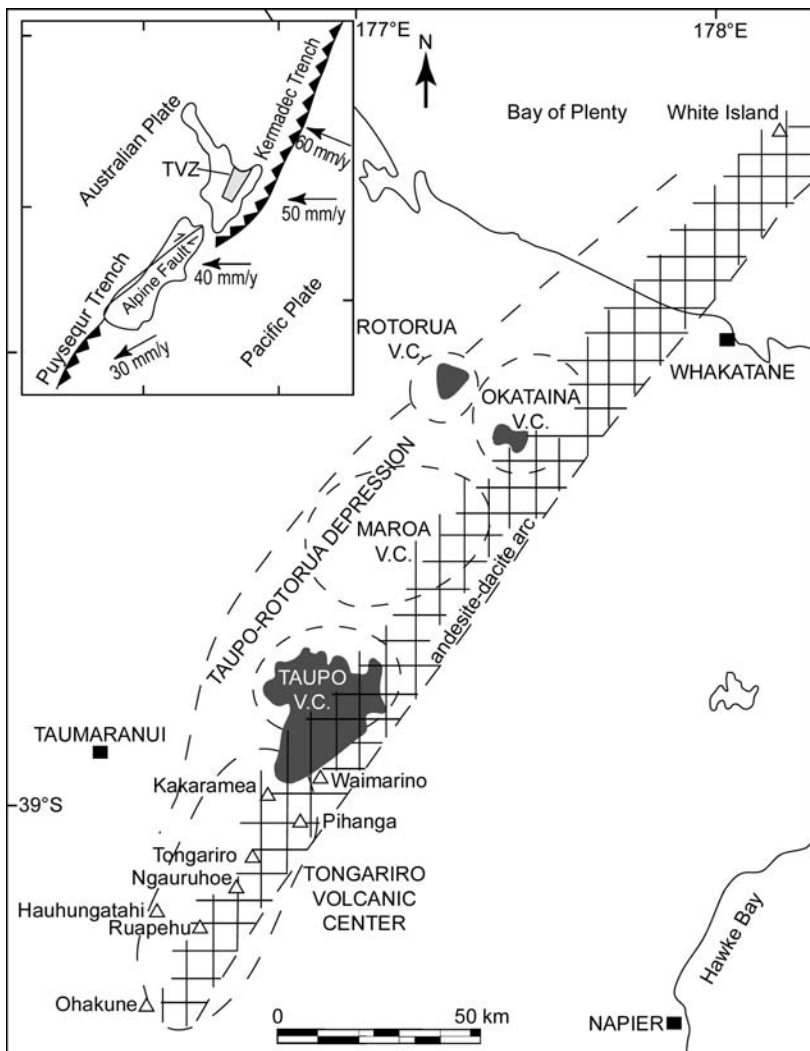 177°E
178°E
N
Bay of Plenty
White Island
Australian Plate
Kermadec Trench
TVZ
60 mm/y
50 mm/y
40 mm/y
Alpine Fault
Puysequr Trench
30 mm/y
Pacific Plate
ROTORUA
V.C.
OKATAINA
V.C.
WHAKATANE
TAUPO-ROTORUA DEPRESSION
MAROA
V.C.
andesite-dacite arc
TAUPO
V.C.
TAUMARANUI
Waimarino
Kakaramea
39°S
Pihanga
Tongariro
Ngauruhoe
TONGARIRO
VOLCANIC
CENTER
Hauhungatahi
Ruapehu
Hawke Bay
Ohakune
0
50 km
NAPIER